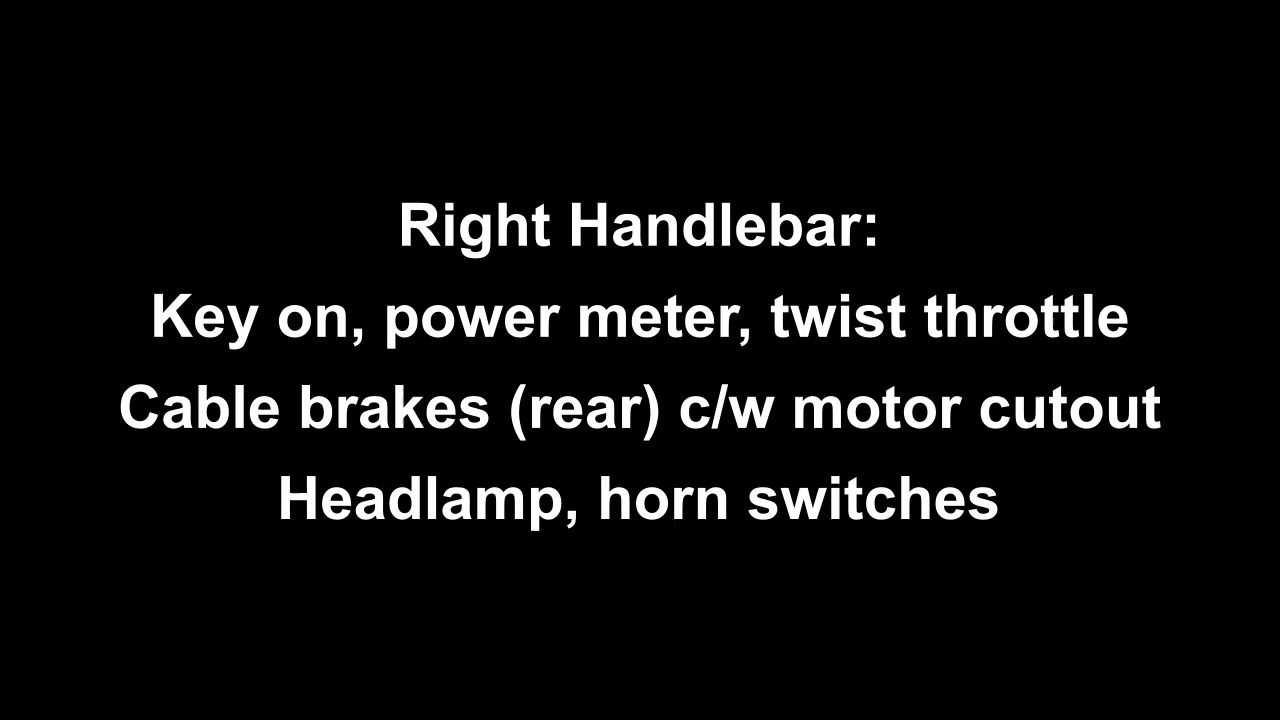 Right Handlebar:
Key on, power meter, twist throttle
Cable brakes (rear) c/w motor cutout
Headlamp, horn switches